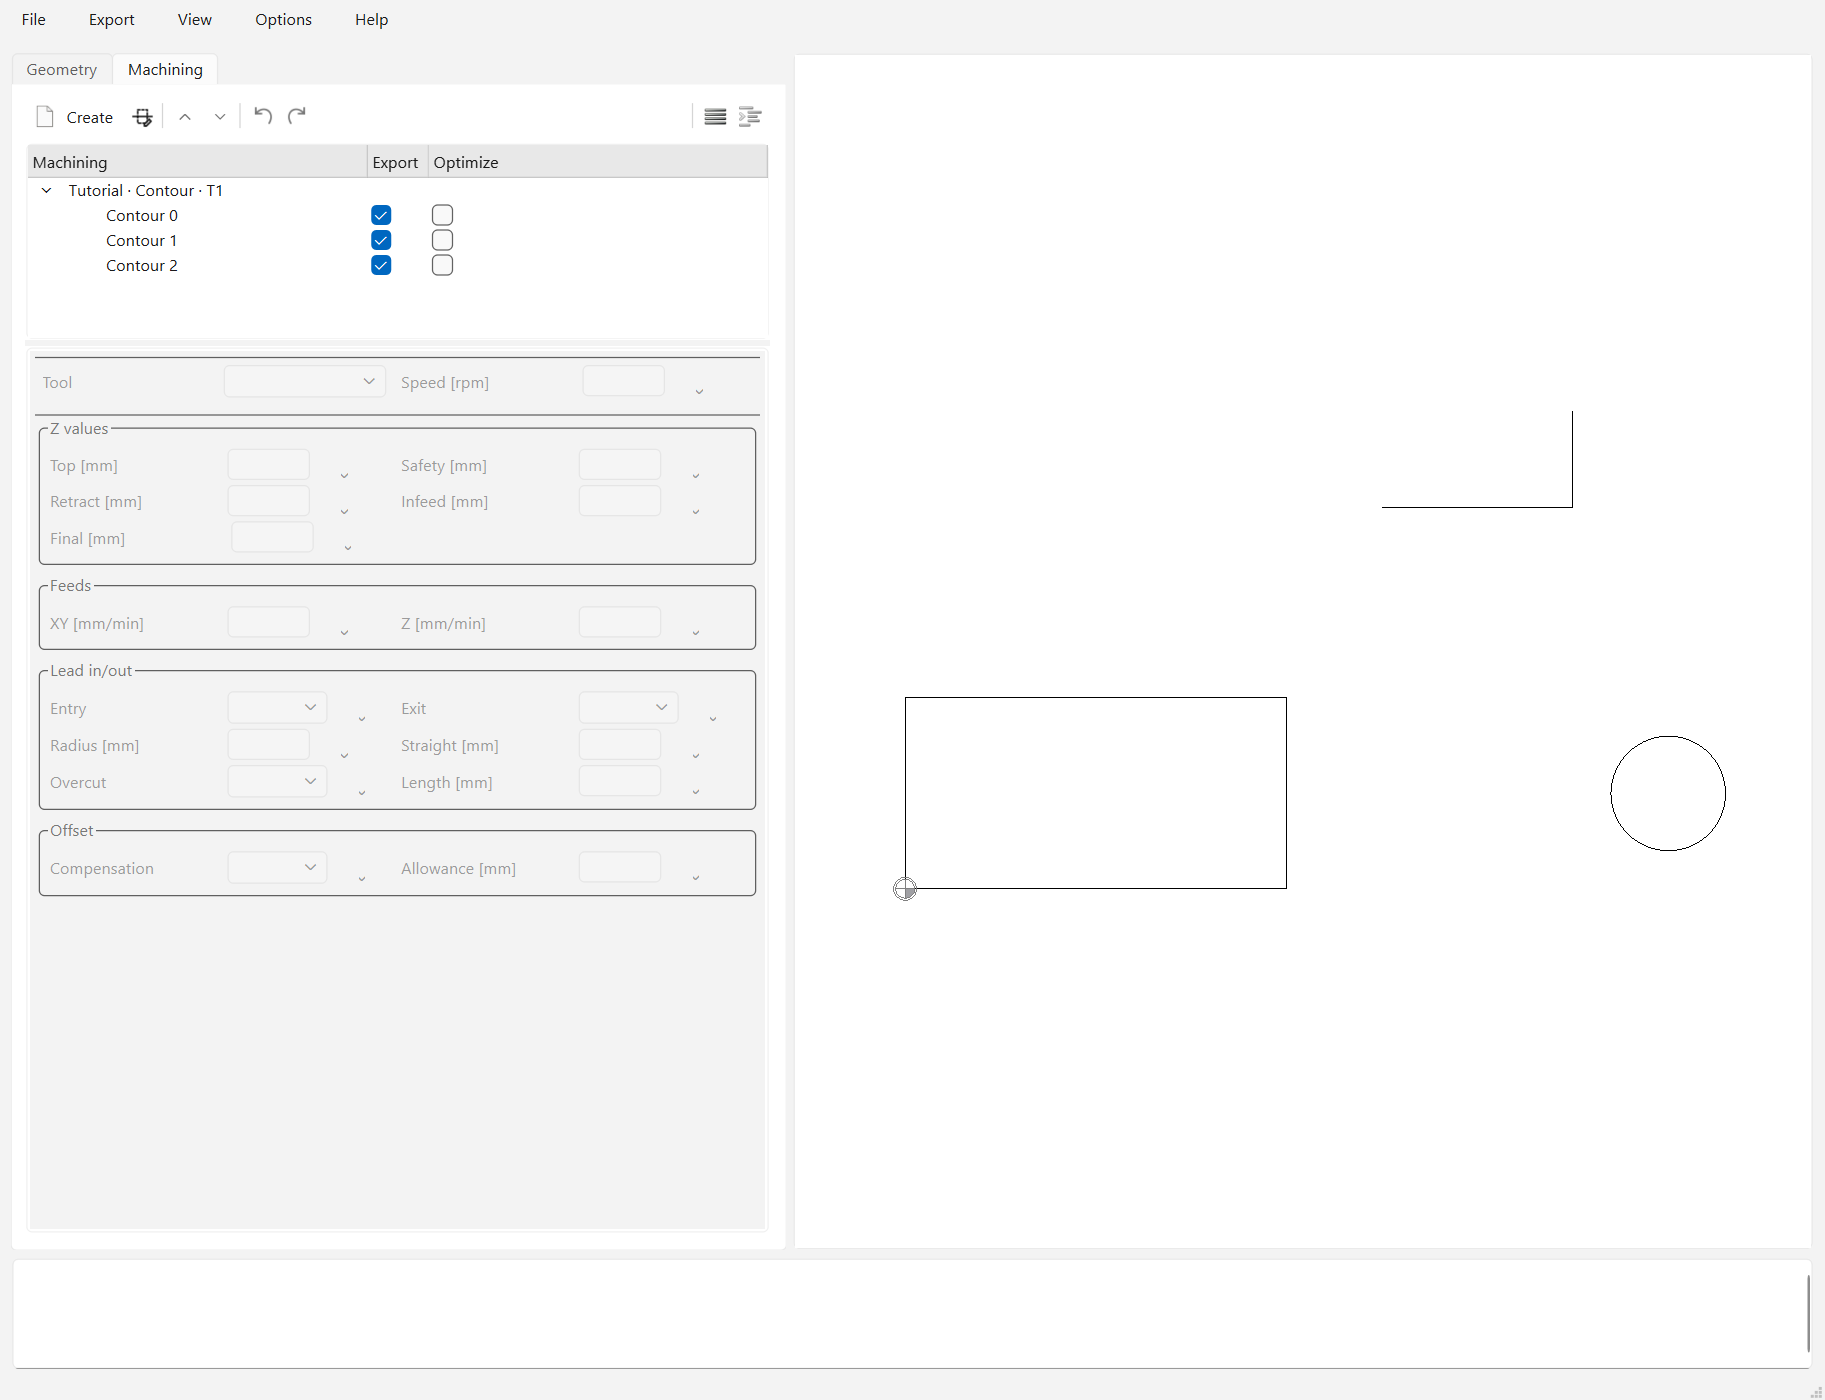 File Export View Options Help
Geometry Machining
Create
Machining Export Optimize
Tutorial · Contour · T1
Contour 0
Contour 1
Contour 2
Tool Speed [rpm]
Z values
Top [mm] Safety [mm]
Retract [mm] Infeed [mm]
Final [mm]
Feeds
XY [mm/min] Z [mm/min]
Lead in/out
Entry Exit
Radius [mm] Straight [mm]
Overcut Length [mm]
Offset
Compensation Allowance [mm]